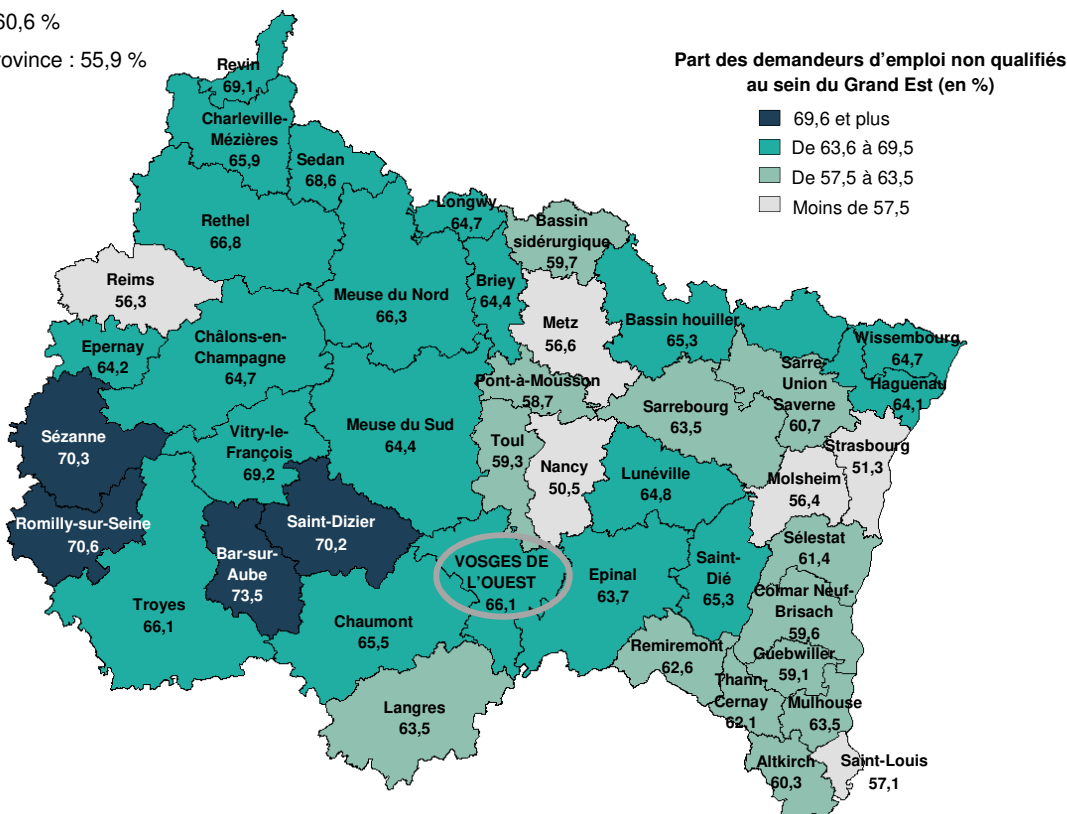 60,6 %
ovince : 55,9 %
Part des demandeurs d'emploi non qualifiés
au sein du Grand Est (en %)
69,6 et plus
De 63,6 à 69,5
De 57,5 à 63,5
Moins de 57,5
Revin
69,1
Charleville-
Mézières
65,9
Sedan
68,6
Rethel
66,8
Longwy
64,7
Bassin
sidérurgique
59,7
Reims
56,3
Meuse du Nord
66,3
Briey
64,4
Metz
56,6
Bassin houiller
65,3
Wissembourg
64,7
Epernay
64,2
Châlons-en-
Champagne
64,7
Pont-à-Mousson
58,7
Sarre-
Union
Saverne
60,7
Haguenau
64,1
Sarrebourg
63,5
Sézanne
70,3
Vitry-le-
François
69,2
Meuse du Sud
64,4
Toul
59,3
Nancy
50,5
Lunéville
64,8
Molsheim
56,4
Strasbourg
51,3
Romilly-sur-Seine
70,6
Saint-Dizier
70,2
Bar-sur-
Aube
73,5
VOSGES DE
L'OUEST
66,1
Epinal
63,7
Saint-
Dié
65,3
Sélestat
61,4
Colmar Neuf-
Brisach
59,6
Troyes
66,1
Chaumont
65,5
Remiremont
62,6
Guebwiller
59,1
Thann-
Cernay
62,1
Mulhouse
63,5
Langres
63,5
Altkirch
60,3
Saint-Louis
57,1